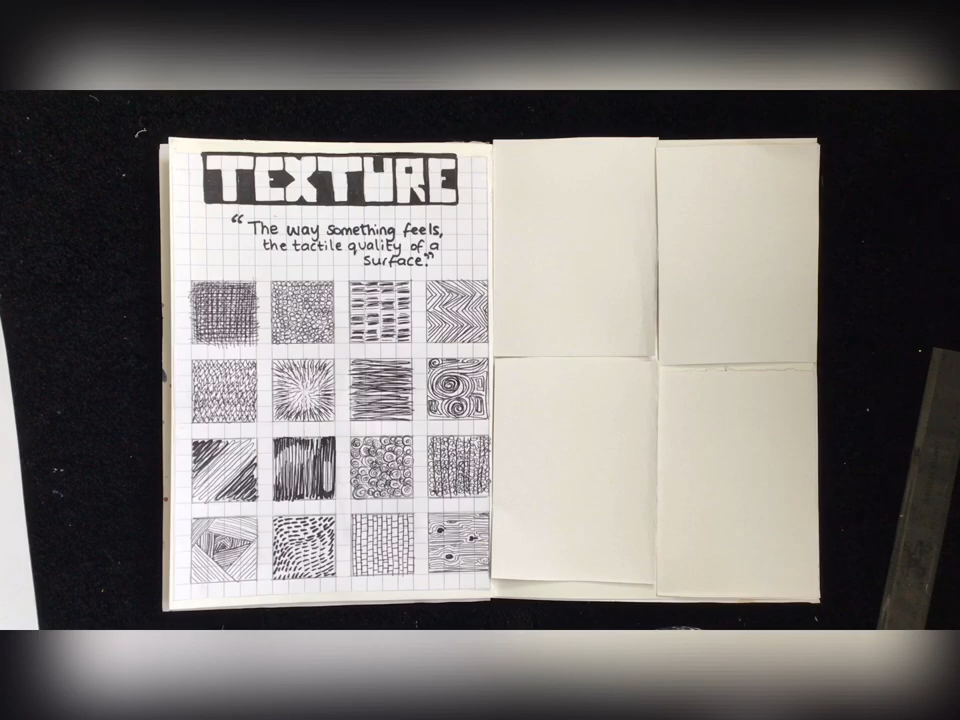 TEXTURE
"The way something feels,
the tactile quality of a
surface."